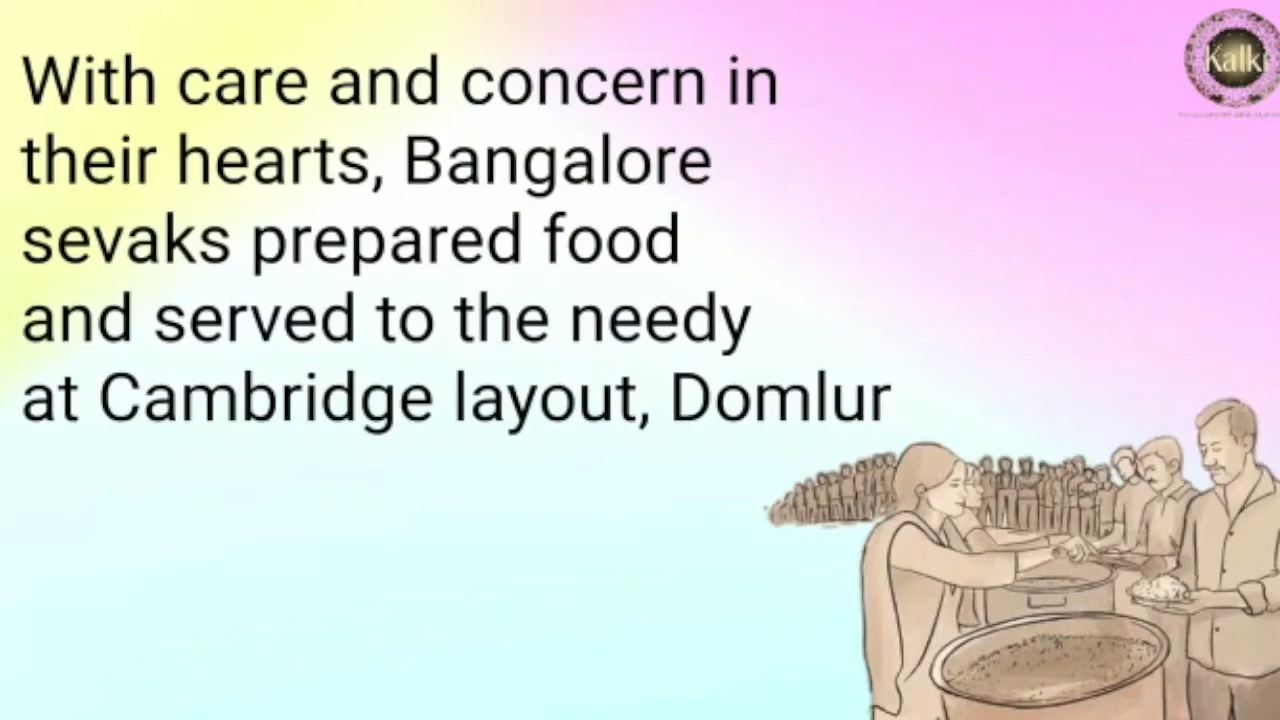 With care and concern in
their hearts, Bangalore
sevaks prepared food
and served to the needy
at Cambridge layout, Domlur
Kalki